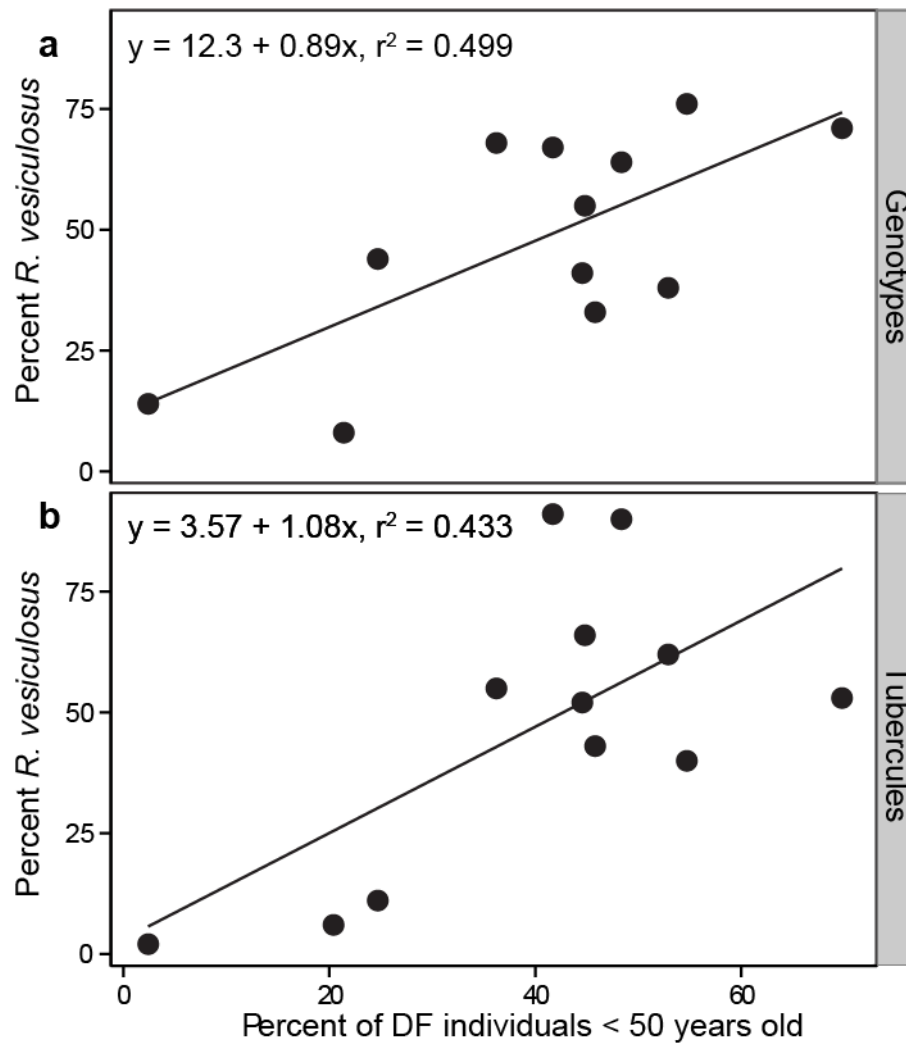 a
y = 12.3 + 0.89x, r² = 0.499
Percent R. vesiculosus
75
50
25
0
Genotypes
b
y = 3.57 + 1.08x, r² = 0.433
Percent R. vesiculosus
75
50
25
0
Tubercules
0 20 40 60
Percent of DF individuals < 50 years old